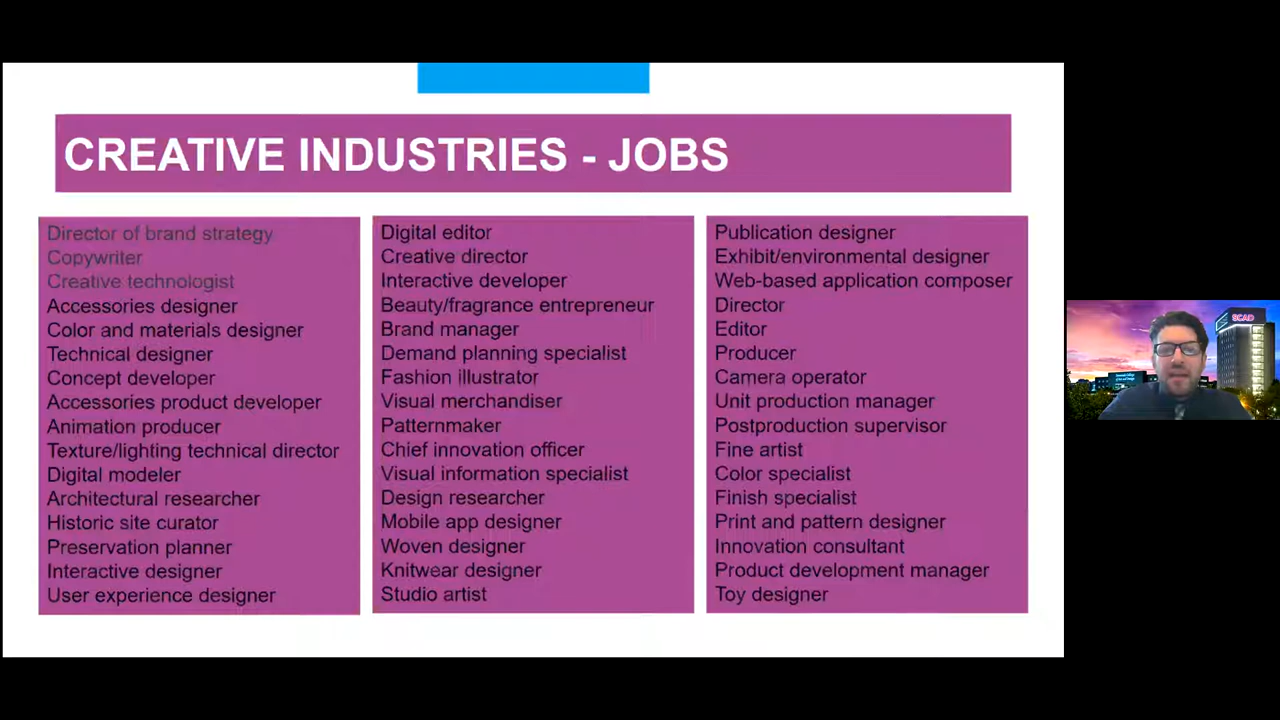 CREATIVE INDUSTRIES - JOBS
Director of brand strategy
Copywriter
Creative technologist
Accessories designer
Color and materials designer
Technical designer
Concept developer
Accessories product developer
Animation producer
Texture/lighting technical director
Digital modeler
Architectural researcher
Historic site curator
Preservation planner
Interactive designer
User experience designer
Digital editor
Creative director
Interactive developer
Beauty/fragrance entrepreneur
Brand manager
Demand planning specialist
Fashion illustrator
Visual merchandiser
Patternmaker
Chief innovation officer
Visual information specialist
Design researcher
Mobile app designer
Woven designer
Knitwear designer
Studio artist
Publication designer
Exhibit/environmental designer
Web-based application composer
Director
Editor
Producer
Camera operator
Unit production manager
Postproduction supervisor
Fine artist
Color specialist
Finish specialist
Print and pattern designer
Innovation consultant
Product development manager
Toy designer
SCAD